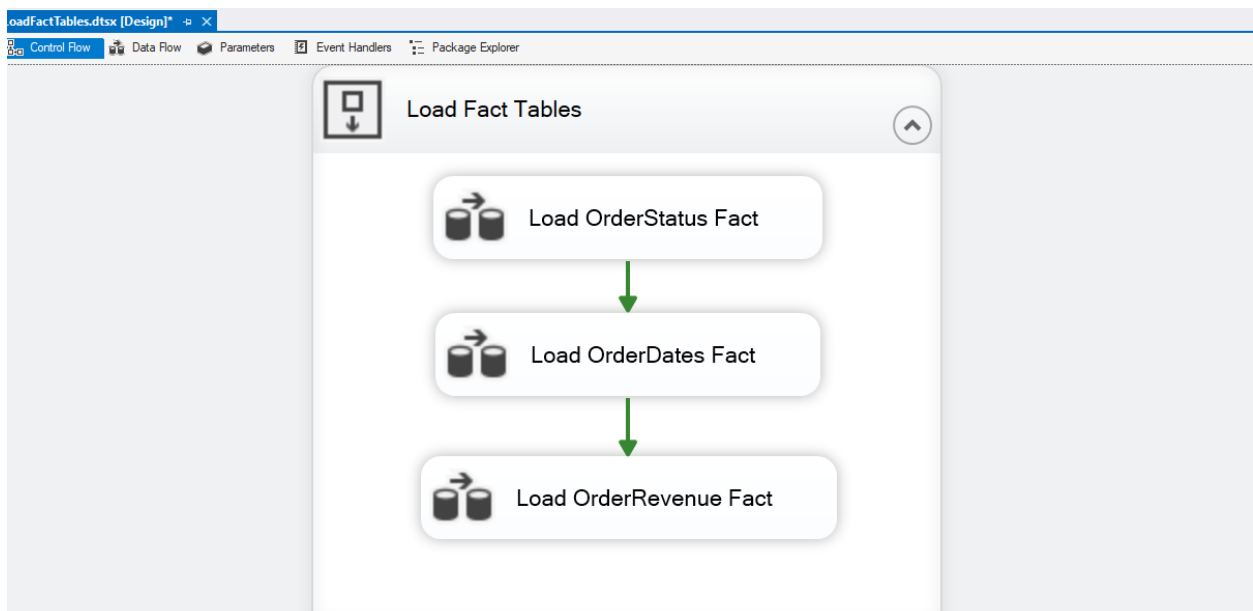 LoadFactTables.dtsx [Design]*
Control Flow Data Flow Parameters Event Handlers Package Explorer
Load Fact Tables
Load OrderStatus Fact
Load OrderDates Fact
Load OrderRevenue Fact